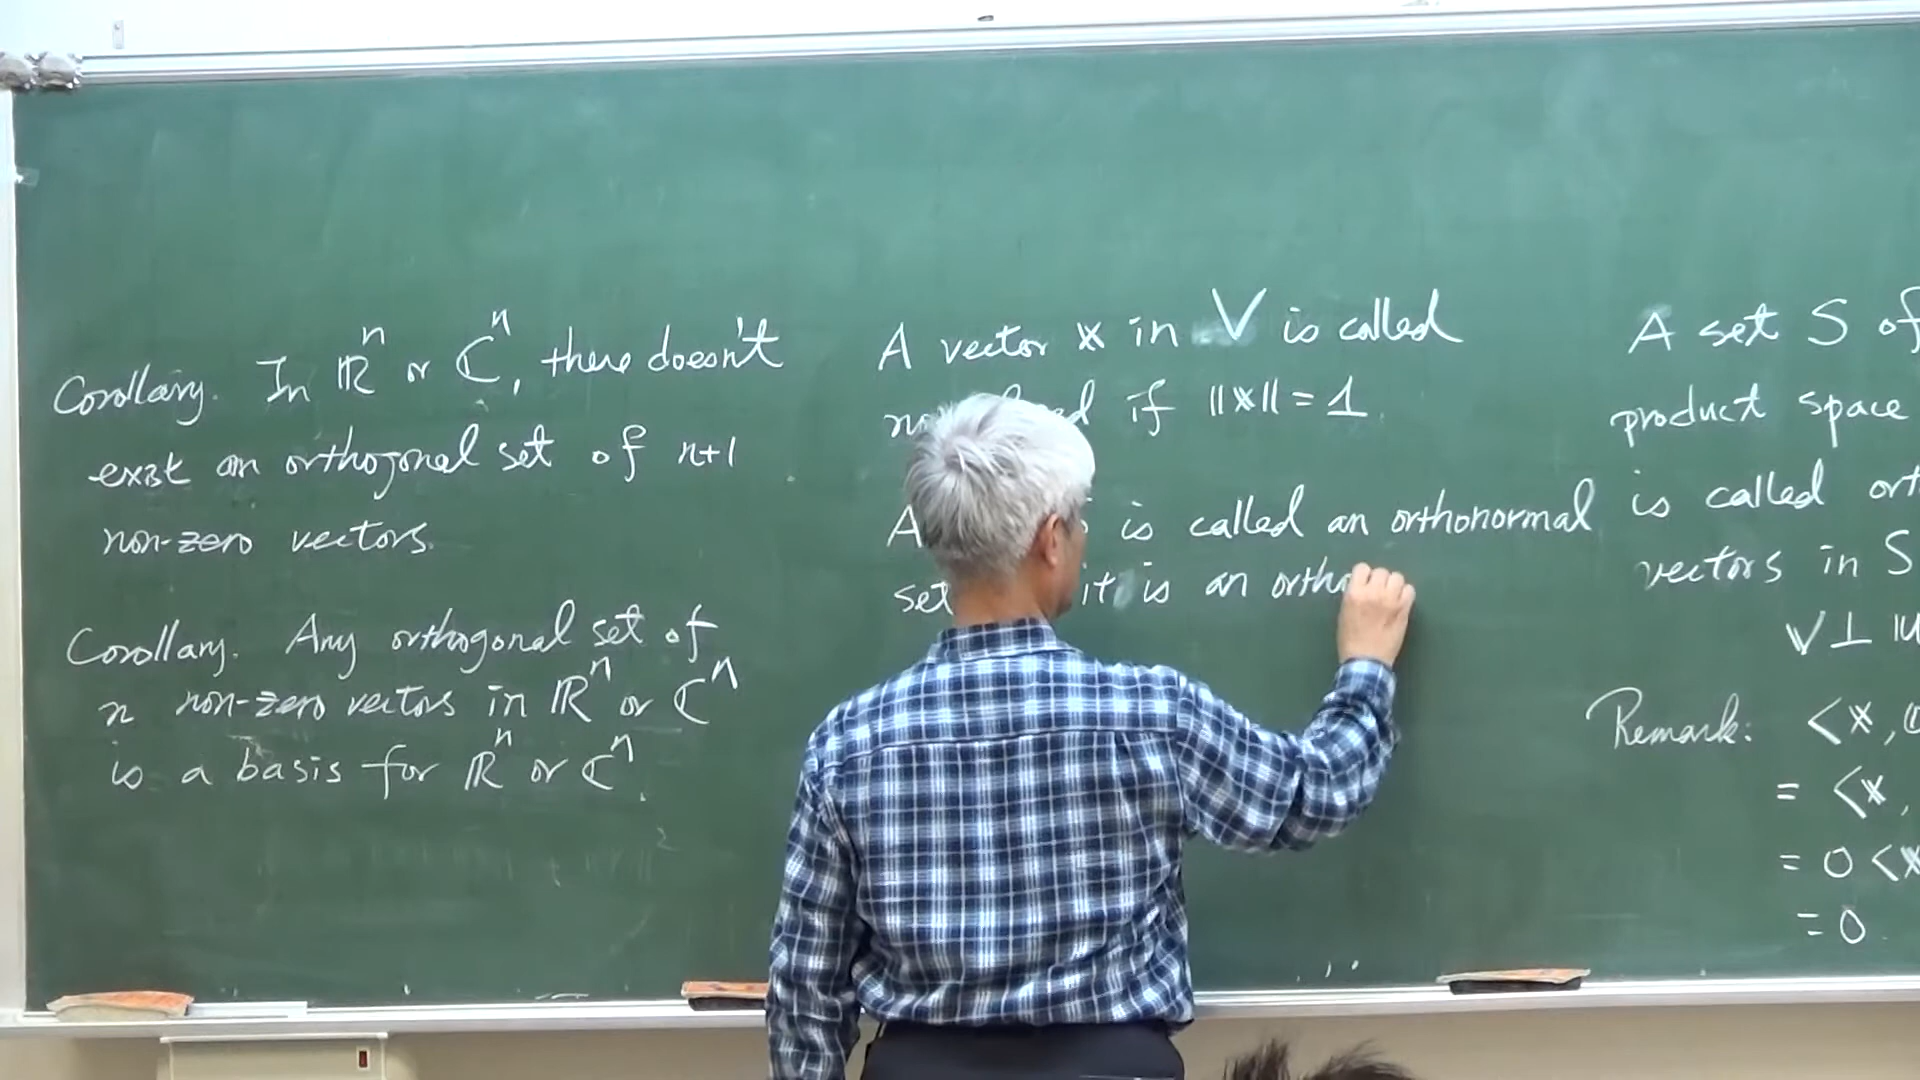 Corollary. In ℝⁿ or ℂⁿ, there doesn't
exist an orthogonal set of n+1
non-zero vectors.
Corollary. Any orthogonal set of
n non-zero vectors in ℝⁿ or ℂⁿ
is a basis for ℝⁿ or ℂⁿ.
A vector x in V is called
if ||x|| = 1
A is called an orthonormal
set it is an ortho
A set S of
product space
is called
vectors in S
V ⊥
Remark: <x,
= <x,
= 0 <x
= 0.